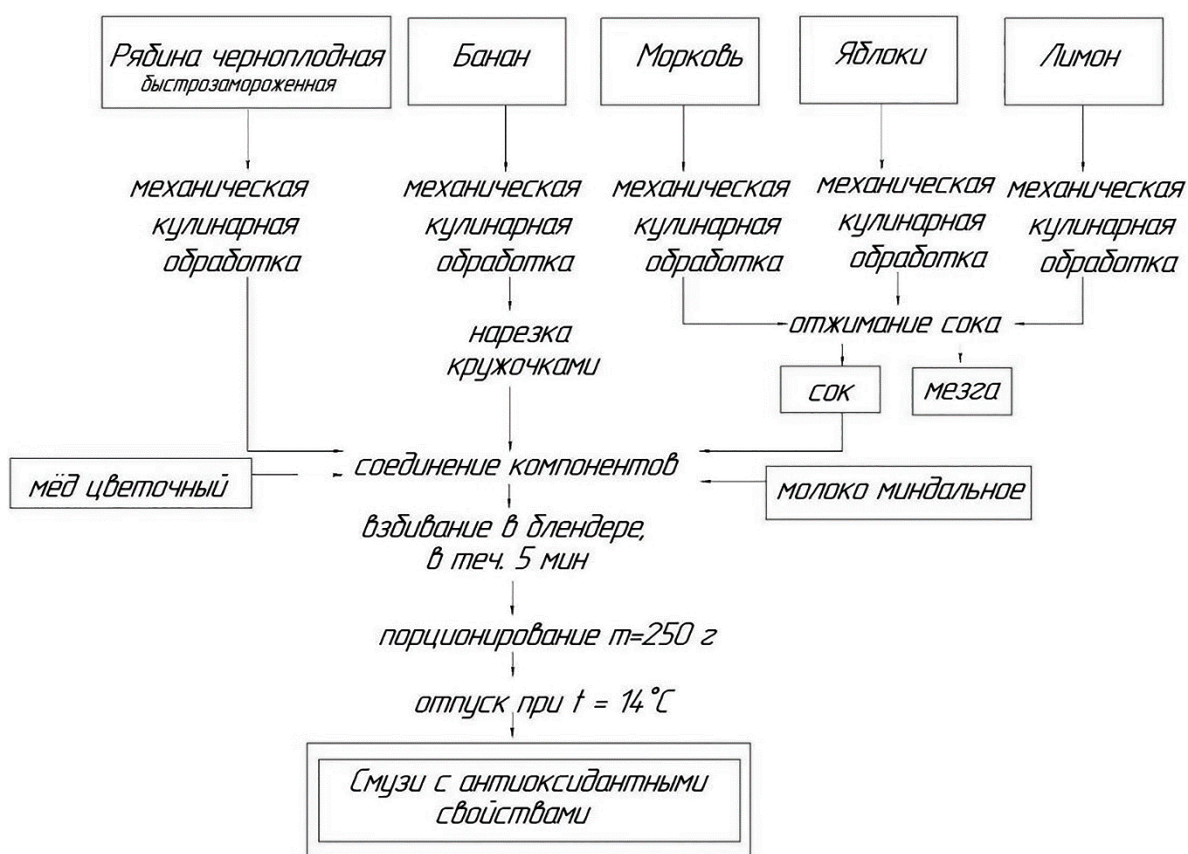 Рябина черноплодная
быстрозамороженная
Банан
Морковь
Яблоки
Лимон
механическая
кулинарная
обработка
механическая
кулинарная
обработка
механическая
кулинарная
обработка
механическая
кулинарная
обработка
механическая
кулинарная
обработка
нарезка
кружочками
отжимание сока
сок
мезга
мёд цветочный
соединение компонентов
молоко миндальное
взбивание в блендере,
в теч. 5 мин
порционирование m=250 г
отпуск при t = 14°C
Смузи с антиоксидантными
свойствами